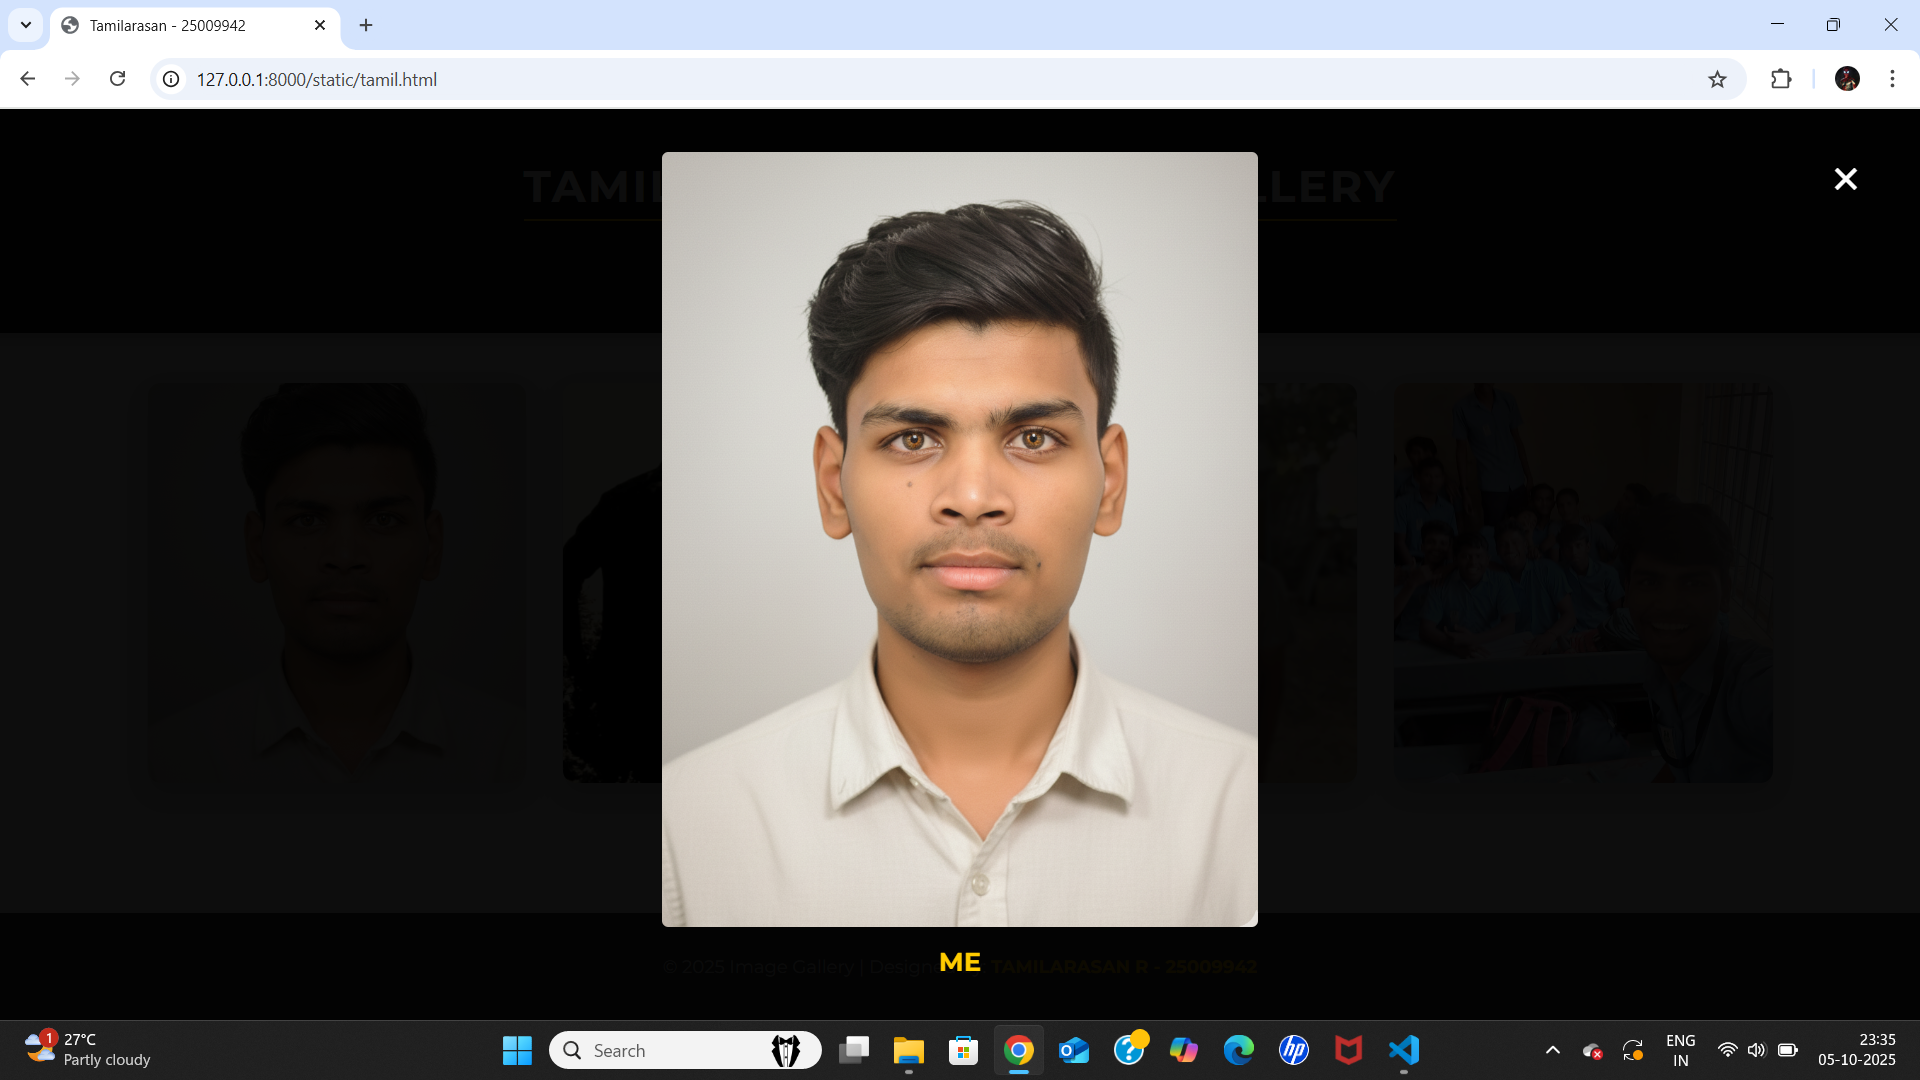 Tamilarasan - 25009942
127.0.0.1:8000/static/tamil.html
TAMIL LLERY
ME
© 2025 Image Gallery | Design TAMILARASAN R - 25009942
1
27°C
Partly cloudy
Search
ENG
IN
23:35
05-10-2025